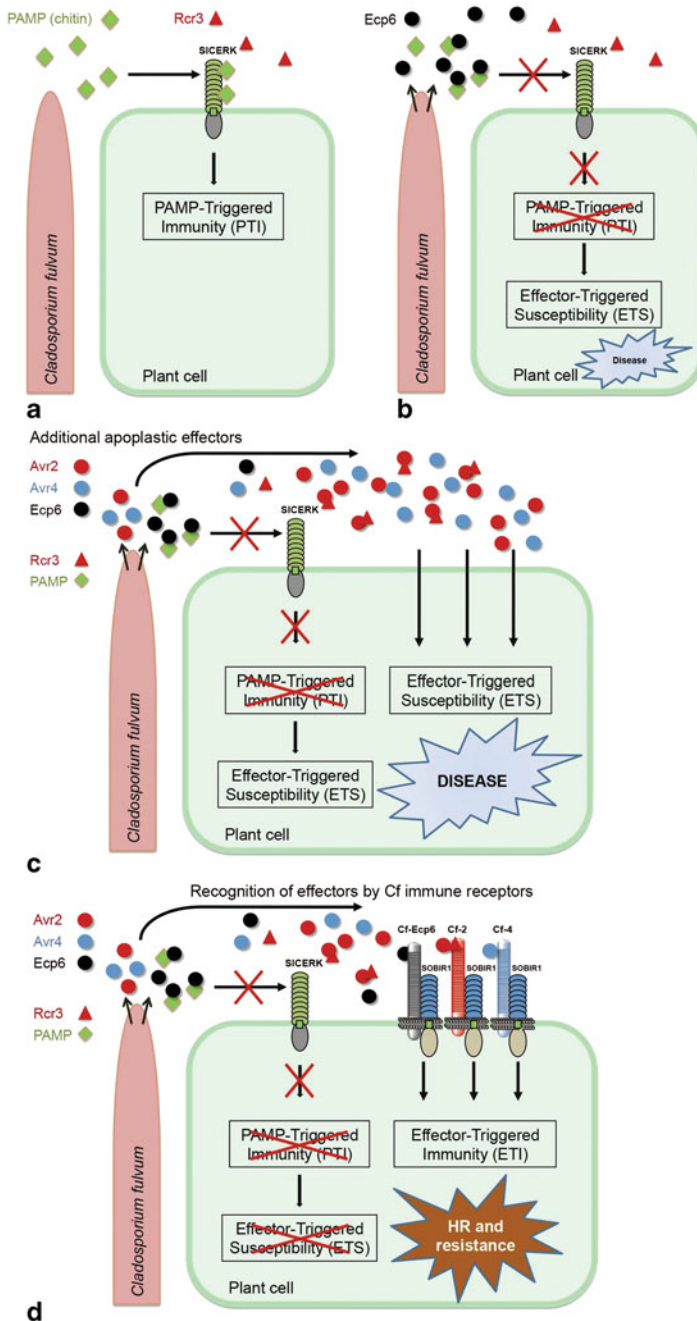 PAMP (chitin)
Rcr3
SlCERK
PAMP-Triggered
Immunity (PTI)
Cladosporium fulvum
Plant cell
a
Ecp6
SlCERK
PAMP-Triggered
Immunity (PTI)
Effector-Triggered
Susceptibility (ETS)
Disease
Cladosporium fulvum
Plant cell
b
Additional apoplastic effectors
Avr2
Avr4
Ecp6
Rcr3
PAMP
SlCERK
PAMP-Triggered
Immunity (PTI)
Effector-Triggered
Susceptibility (ETS)
Effector-Triggered
Susceptibility (ETS)
DISEASE
Cladosporium fulvum
Plant cell
c
Recognition of effectors by Cf immune receptors
Avr2
Avr4
Ecp6
Rcr3
PAMP
SlCERK
Cf-Ecp6
Cf-2
Cf-4
SOBIR1
SOBIR1
SOBIR1
PAMP-Triggered
Immunity (PTI)
Effector-Triggered
Susceptibility (ETS)
Effector-Triggered
Immunity (ETI)
HR and
resistance
Cladosporium fulvum
Plant cell
d